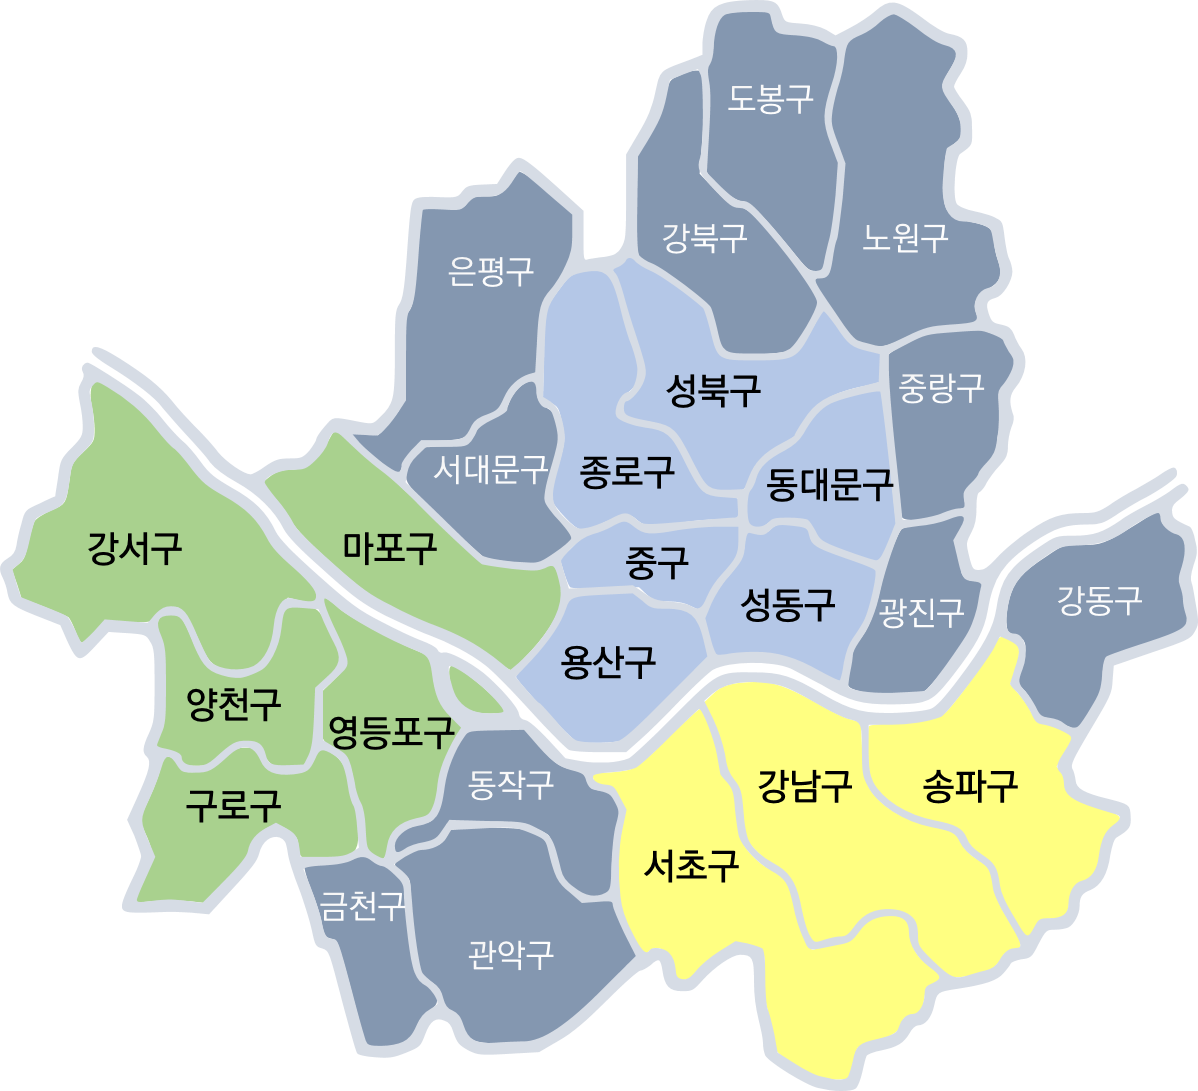 도봉구
강북구
노원구
은평구
성북구
중랑구
서대문구
종로구
동대문구
강서구
마포구
중구
성동구
광진구
강동구
용산구
양천구
영등포구
동작구
강남구
송파구
구로구
서초구
금천구
관악구